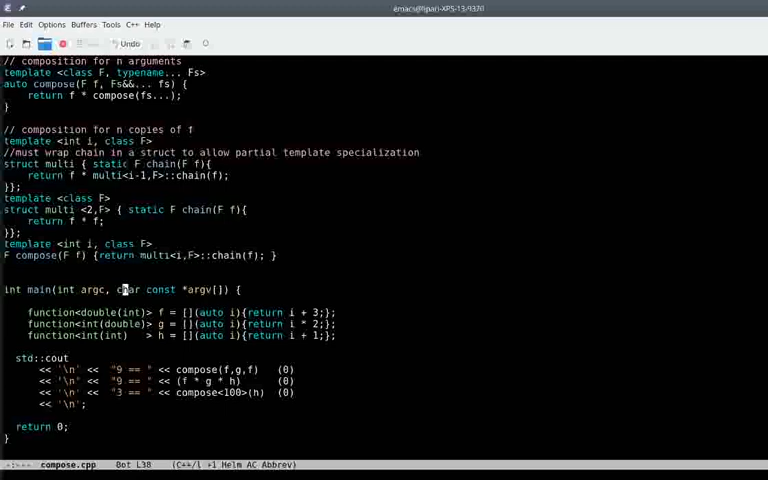 emacs@
File Edit Options Buffers Tools C++ Help
Undo
// composition for n arguments
template <class F, typename... Fs>
auto compose(F f, Fs&&... fs) {
return f * compose(fs...);
}
// composition for n copies of f
template <int i, class F>
//must wrap chain in a struct to allow partial template specialization
struct multi { static F chain(F f){
return f * multi<i-1,F>::chain(f);
}};
template <class F>
struct multi <2,F> { static F chain(F f){
return f * f;
}};
template <int i, class F>
F compose(F f) {return multi<i,F>::chain(f); }
int main(int argc, char const *argv[]) {
function<double(int)> f = [](auto i){return i + 3;};
function<int(double)> g = [](auto i){return i * 2;};
function<int(int) > h = [](auto i){return i + 1;};
std::cout
<< '\n' << "9 == " << compose(f,g,f) (0)
<< '\n' << "9 == " << (f * g * h) (0)
<< '\n' << "3 == " << compose<100>(h) (0)
<< '\n';
return 0;
}
compose.cpp Bot L38 (C++/l +1 Helm AC Abbrev)